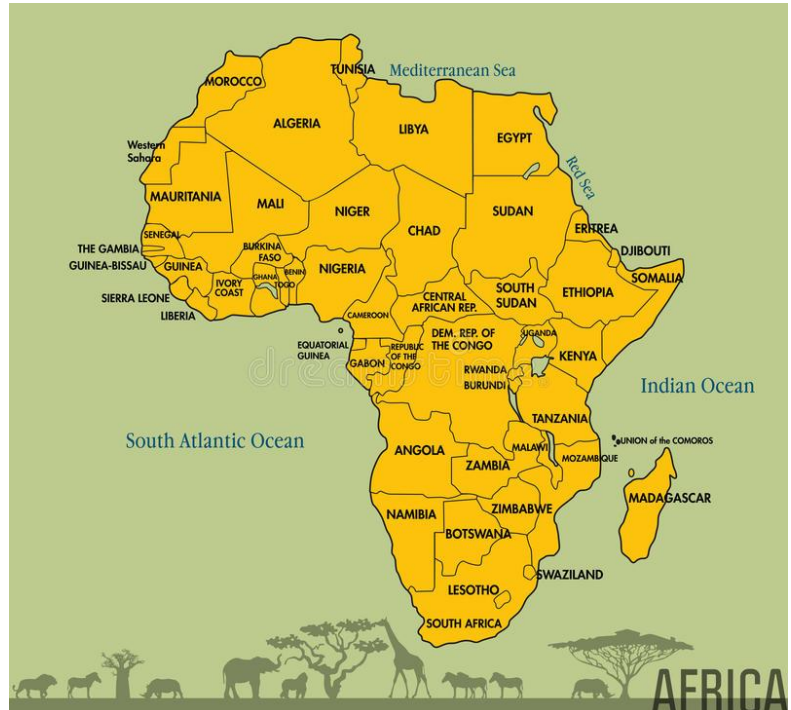 TUNISIA
Mediterranean Sea
MOROCCO
ALGERIA
LIBYA
EGYPT
Western
Sahara
Red Sea
MAURITANIA
MALI
NIGER
CHAD
SUDAN
ERITREA
SENEGAL
THE GAMBIA
GUINEA-BISSAU
GUINEA
BURKINA
FASO
DJIBOUTI
SOMALIA
NIGERIA
BENIN
GHANA
TOGO
IVORY
COAST
SIERRA LEONE
LIBERIA
CENTRAL
AFRICAN REP.
SOUTH
SUDAN
ETHIOPIA
CAMEROON
EQUATORIAL
GUINEA
GABON
REPUBLIC
OF THE
CONGO
DEM. REP. OF
THE CONGO
UGANDA
KENYA
RWANDA
BURUNDI
dreamstime
Indian Ocean
South Atlantic Ocean
TANZANIA
ANGOLA
MALAWI
UNION of the COMOROS
ZAMBIA
MOZAMBIQUE
MADAGASCAR
NAMIBIA
ZIMBABWE
BOTSWANA
SWAZILAND
LESOTHO
SOUTH AFRICA
AFRICA